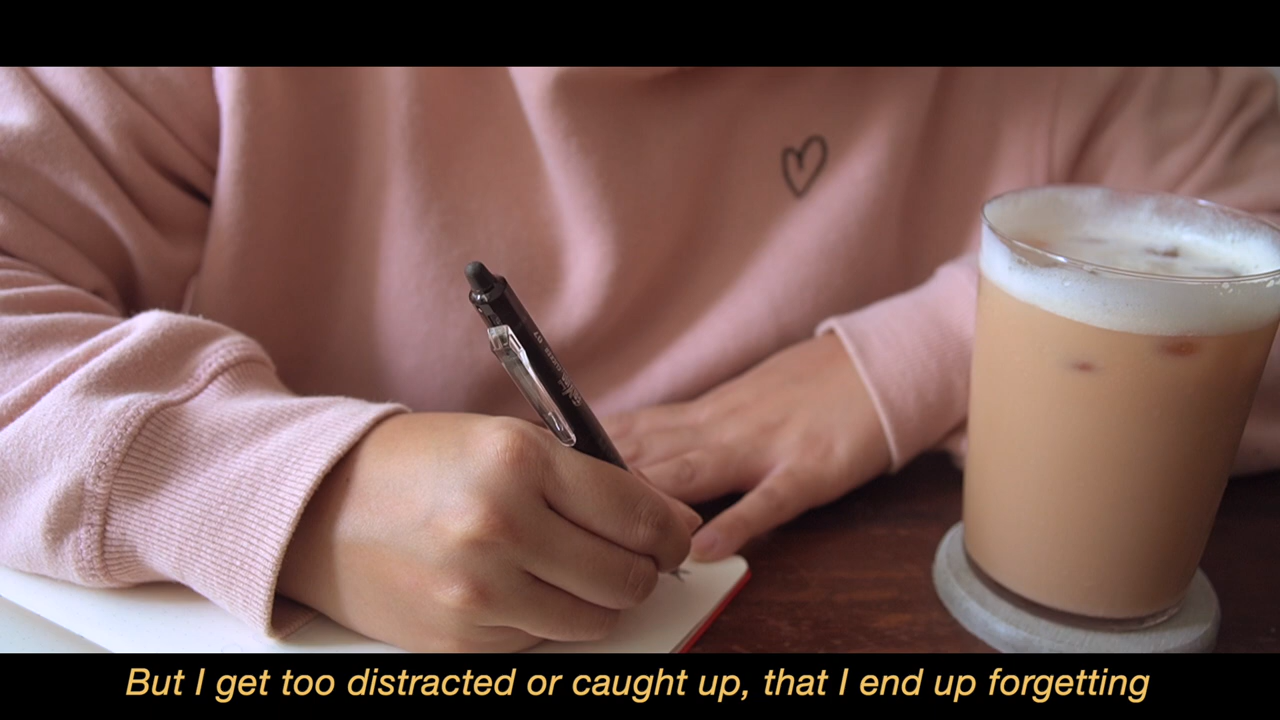 But I get too distracted or caught up, that I end up forgetting